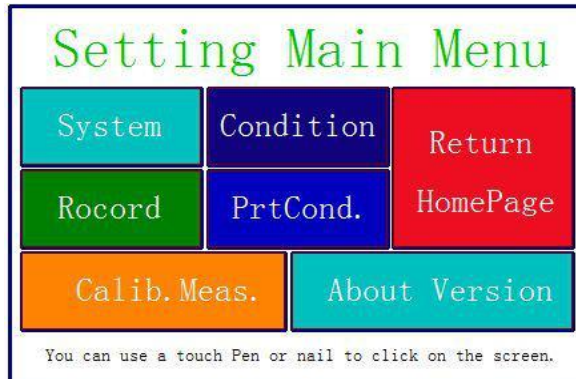 Setting Main Menu
System
Condition
Return
HomePage
Rocord
PrtCond.
Calib.Meas.
About Version
You can use a touch Pen or nail to click on the screen.